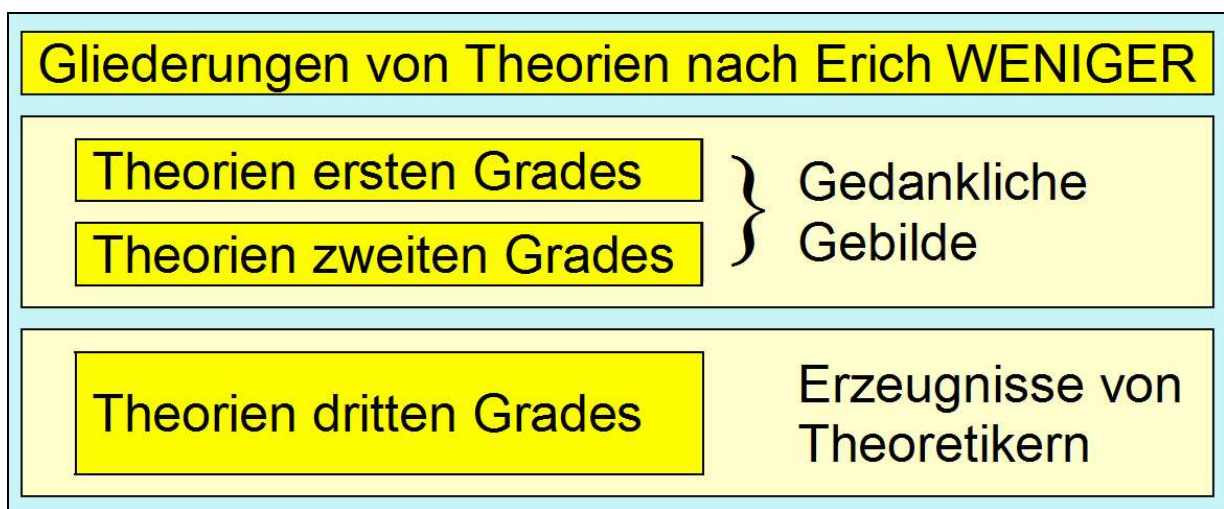 Gliederungen von Theorien nach Erich WENIGER
Theorien ersten Grades
Theorien zweiten Grades
Gedankliche
Gebilde
Theorien dritten Grades
Erzeugnisse von
Theoretikern